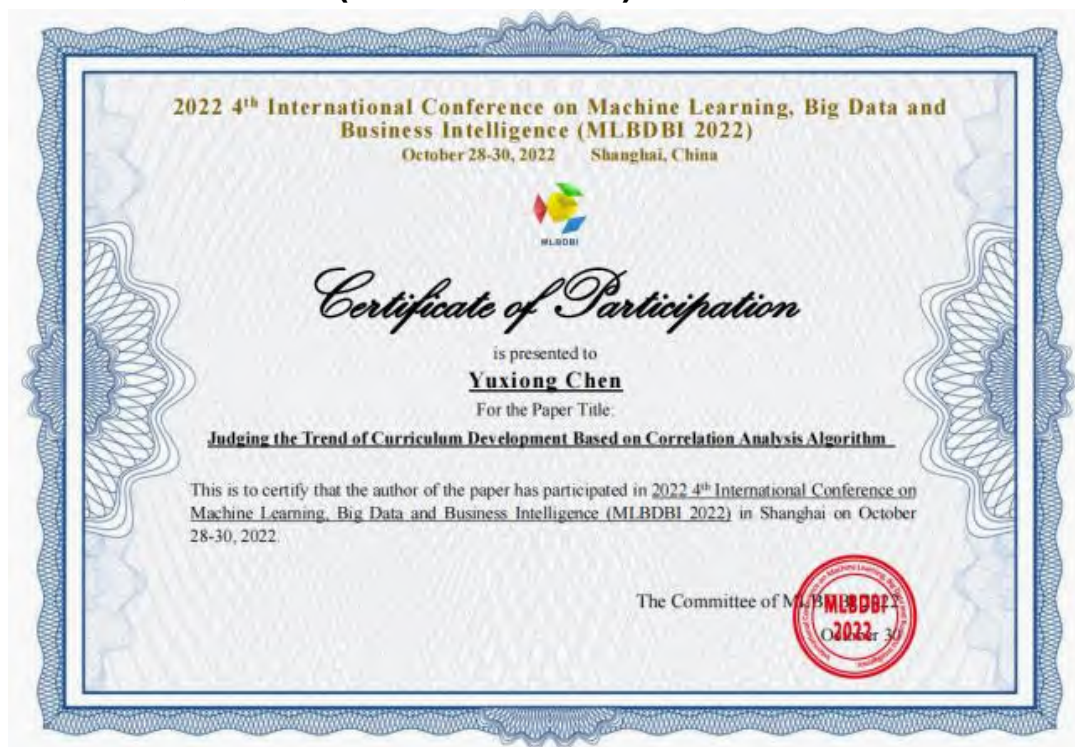 2022 4th International Conference on Machine Learning, Big Data and
Business Intelligence (MLBDBI 2022)
October 28-30, 2022 Shanghai, China
MLBDBI
Certificate of Participation
is presented to
Yuxiong Chen
For the Paper Title:
Judging the Trend of Curriculum Development Based on Correlation Analysis Algorithm
This is to certify that the author of the paper has participated in 2022 4th International Conference on
Machine Learning, Big Data and Business Intelligence (MLBDBI 2022) in Shanghai on October
28-30, 2022.
The Committee of
October 30
MLBDBI
2022